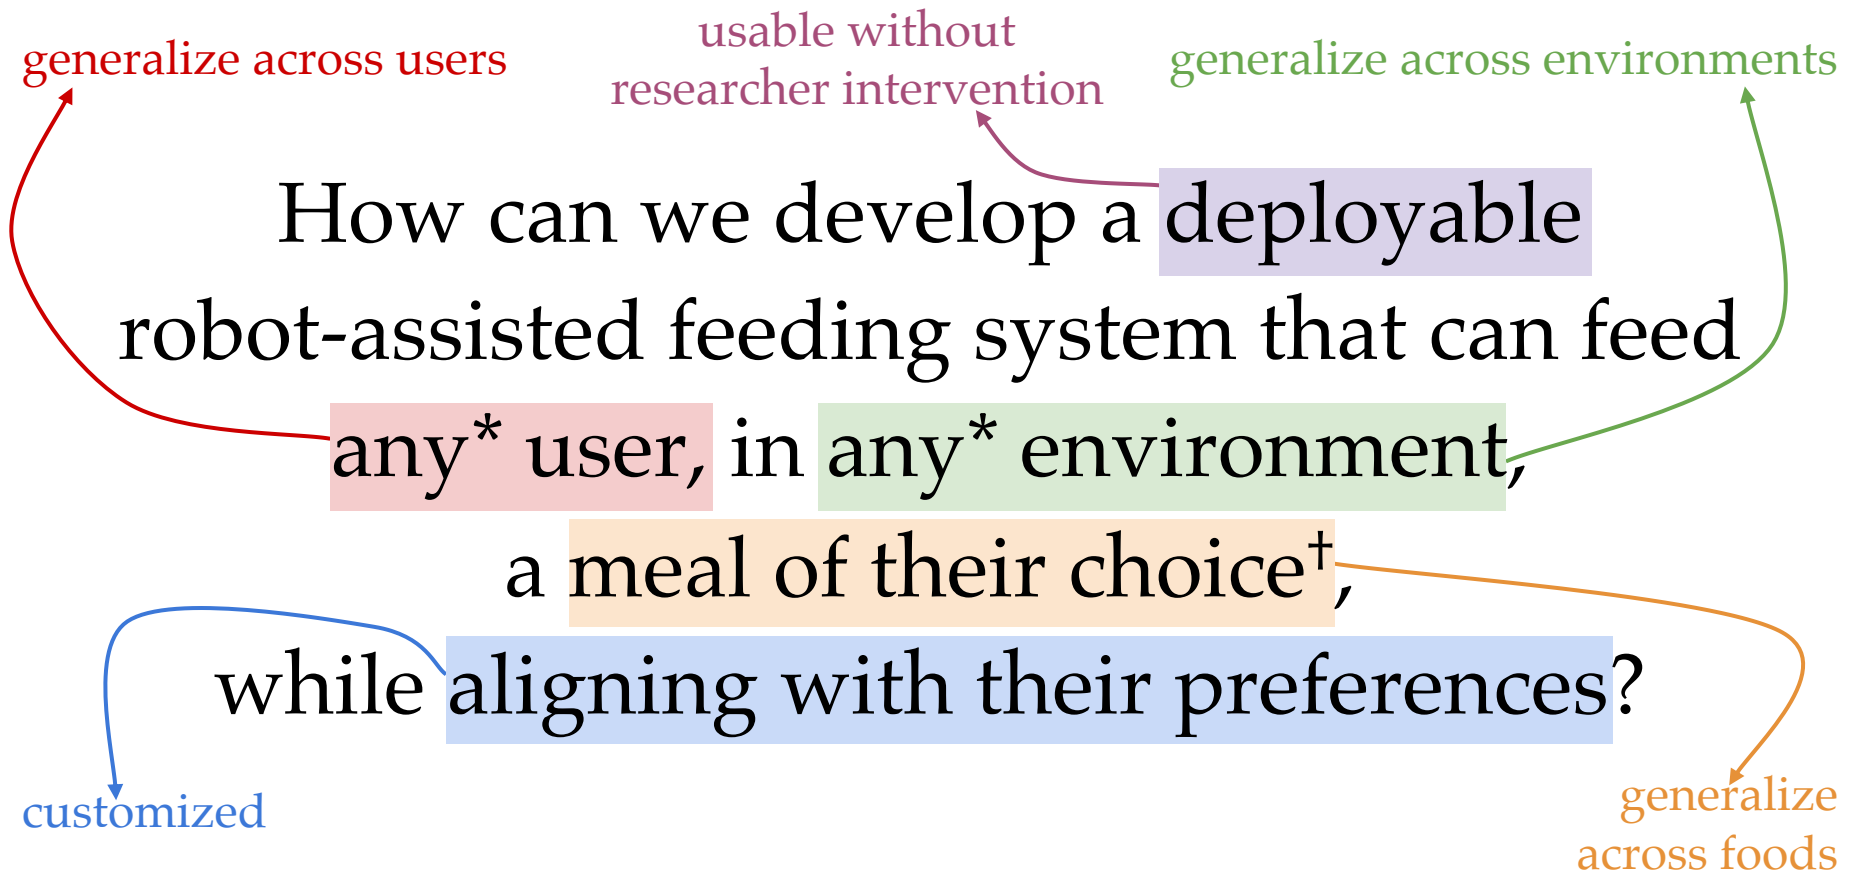 generalize across users
usable without
researcher intervention
generalize across environments
How can we develop a deployable
robot-assisted feeding system that can feed
any* user, in any* environment,
a meal of their choice†,
while aligning with their preferences?
customized
generalize
across foods